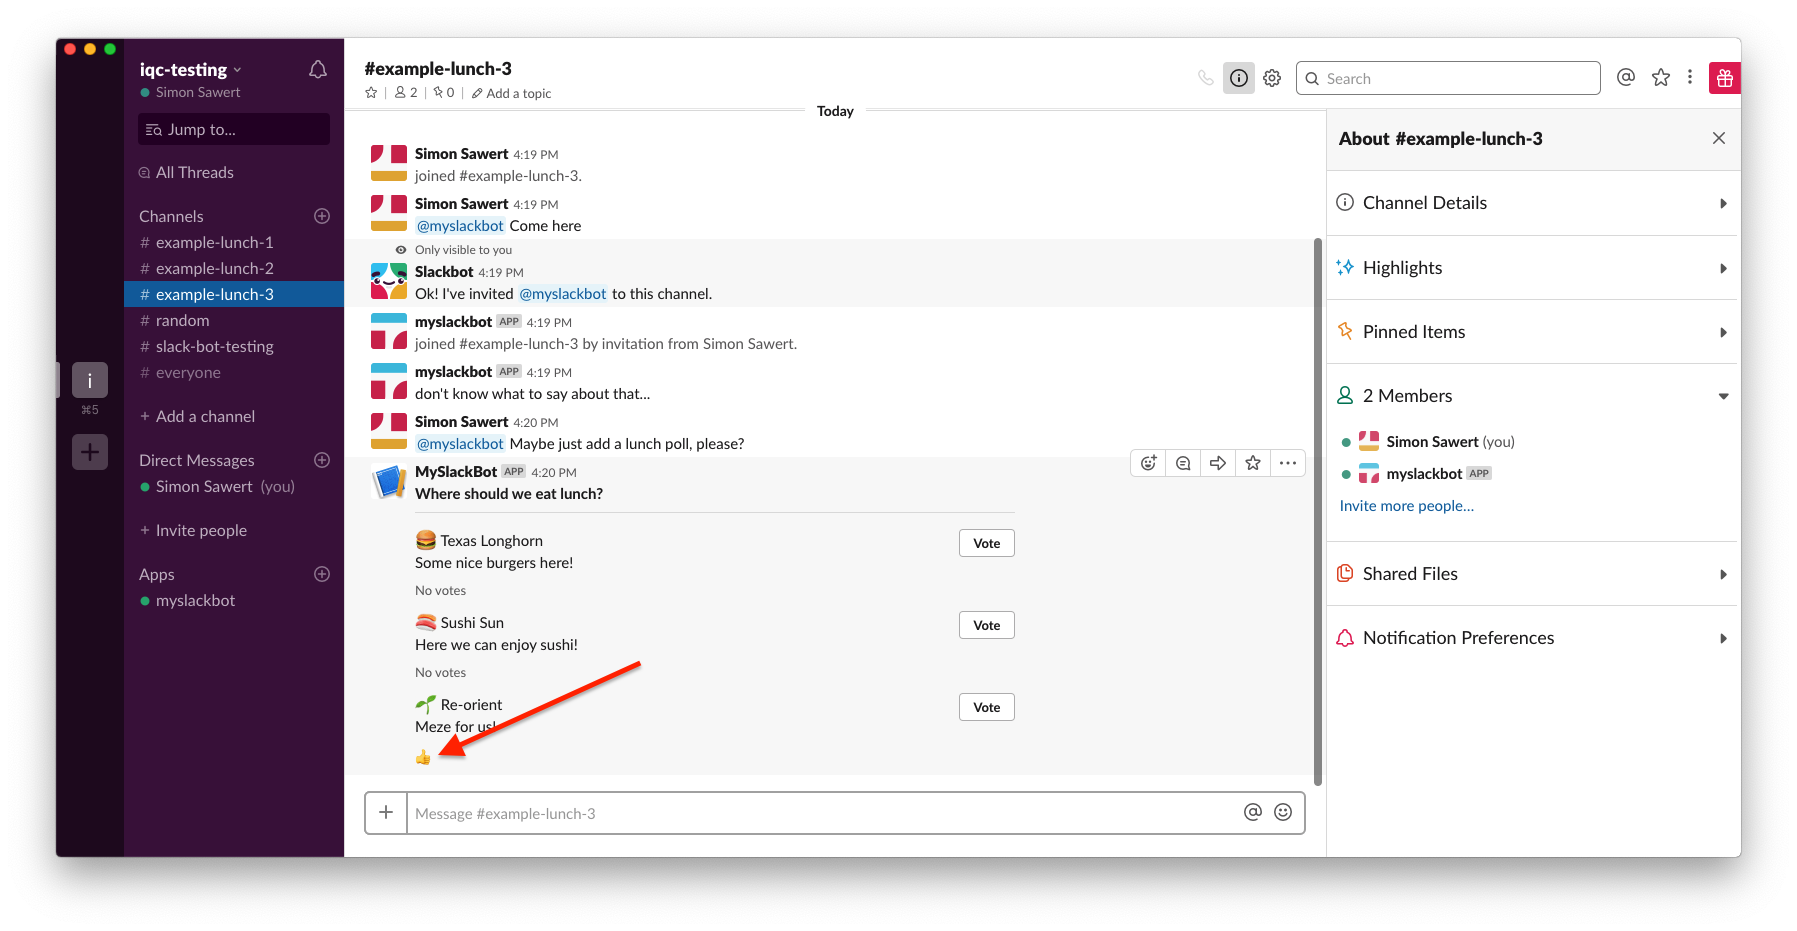 iqc-testing
Simon Sawert
Jump to...
All Threads
Channels
# example-lunch-1
# example-lunch-2
# example-lunch-3
# random
# slack-bot-testing
# everyone
+ Add a channel
Direct Messages
Simon Sawert (you)
+ Invite people
Apps
myslackbot
i
⌘5
#example-lunch-3
2 | 0 | Add a topic
Search
Today
Simon Sawert 4:19 PM
joined #example-lunch-3.
Simon Sawert 4:19 PM
@myslackbot Come here
Only visible to you
Slackbot 4:19 PM
Ok! I've invited @myslackbot to this channel.
myslackbot APP 4:19 PM
joined #example-lunch-3 by invitation from Simon Sawert.
myslackbot APP 4:19 PM
don't know what to say about that...
Simon Sawert 4:20 PM
@myslackbot Maybe just add a lunch poll, please?
MySlackBot APP 4:20 PM
Where should we eat lunch?
Texas Longhorn
Vote
Some nice burgers here!
No votes
Sushi Sun
Vote
Here we can enjoy sushi!
No votes
Re-orient
Vote
Meze for us!
Message #example-lunch-3
About #example-lunch-3
Channel Details
Highlights
Pinned Items
2 Members
Simon Sawert (you)
myslackbot APP
Invite more people...
Shared Files
Notification Preferences